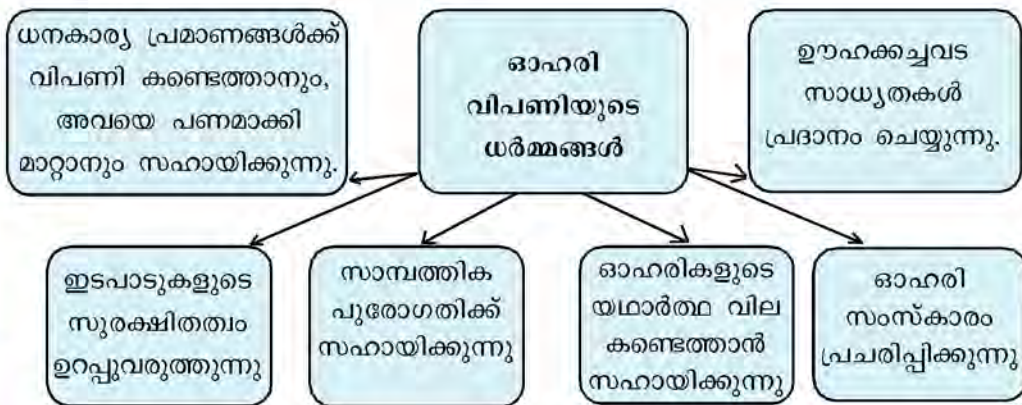 ധനകാര്യ പ്രമാണങ്ങൾക്ക്
വിപണി കണ്ടെത്താനും,
അവയെ പണമാക്കി
മാറ്റാനും സഹായിക്കുന്നു.
ഓഹരി
വിപണിയുടെ
ധർമ്മങ്ങൾ
ഊഹക്കച്ചവട
സാധ്യതകൾ
പ്രദാനം ചെയ്യുന്നു.
ഇടപാടുകളുടെ
സുരക്ഷിതത്വം
ഉറപ്പുവരുത്തുന്നു
സാമ്പത്തിക
പുരോഗതിക്ക്
സഹായിക്കുന്നു
ഓഹരികളുടെ
യഥാർത്ഥ വില
കണ്ടെത്താൻ
സഹായിക്കുന്നു
ഓഹരി
സംസ്കാരം
പ്രചരിപ്പിക്കുന്നു